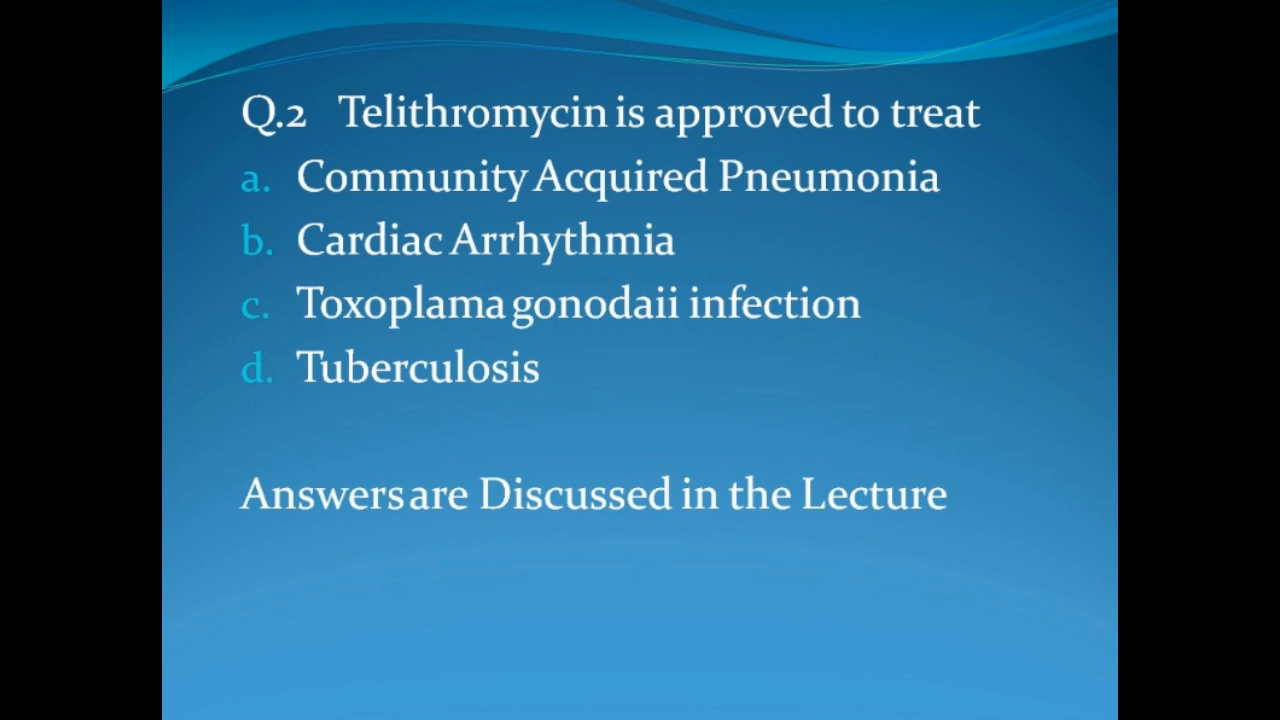 Q.2 Telithromycin is approved to treat
a. Community Acquired Pneumonia
b. Cardiac Arrhythmia
c. Toxoplama gonodaii infection
d. Tuberculosis
Answers are Discussed in the Lecture